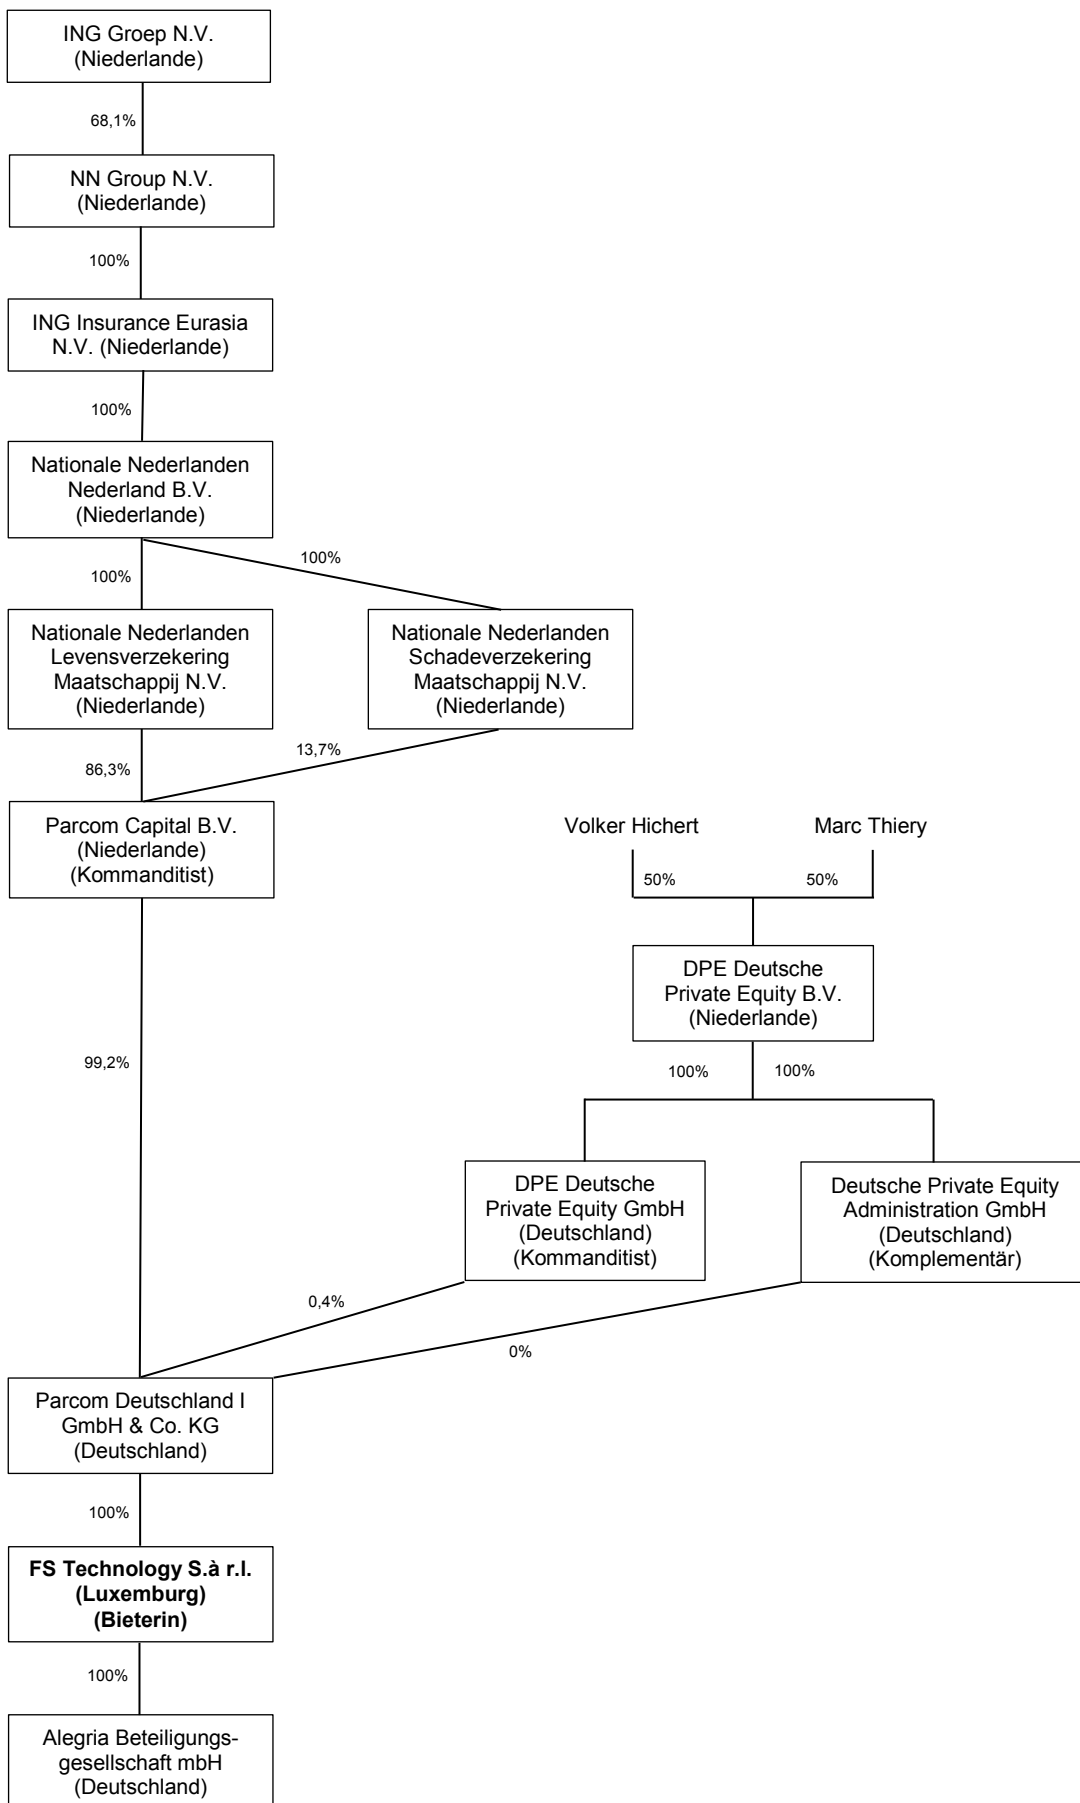 ING Groep N.V.
(Niederlande)
68,1%
NN Group N.V.
(Niederlande)
100%
ING Insurance Eurasia
N.V. (Niederlande)
100%
Nationale Nederlanden
Nederland B.V.
(Niederlande)
100%
100%
Nationale Nederlanden
Levensverzekering
Maatschappij N.V.
(Niederlande)
Nationale Nederlanden
Schadeverzekering
Maatschappij N.V.
(Niederlande)
86,3%
13,7%
Parcom Capital B.V.
(Niederlande)
(Kommanditist)
Volker Hichert
Marc Thiery
50%
50%
DPE Deutsche
Private Equity B.V.
(Niederlande)
99,2%
100%
100%
DPE Deutsche
Private Equity GmbH
(Deutschland)
(Kommanditist)
Deutsche Private Equity
Administration GmbH
(Deutschland)
(Komplementär)
0,4%
0%
Parcom Deutschland I
GmbH & Co. KG
(Deutschland)
100%
FS Technology S.à r.l.
(Luxemburg)
(Bieterin)
100%
Alegria Beteiligungs-
gesellschaft mbH
(Deutschland)